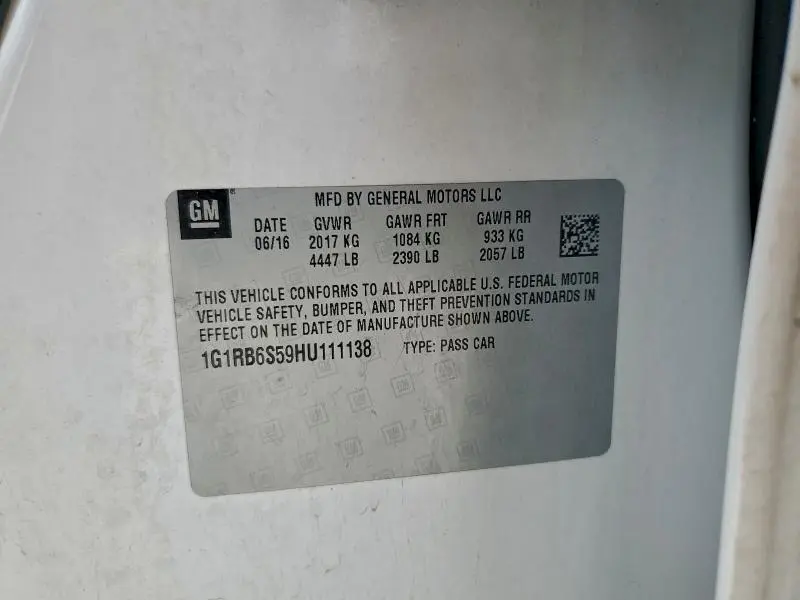 GM
®
MFD BY GENERAL MOTORS LLC
DATE GVWR GAWR FRT GAWR RR
06/16 2017 KG 1084 KG 933 KG
4447 LB 2390 LB 2057 LB
THIS VEHICLE CONFORMS TO ALL APPLICABLE U.S. FEDERAL MOTOR
VEHICLE SAFETY, BUMPER, AND THEFT PREVENTION STANDARDS IN
EFFECT ON THE DATE OF MANUFACTURE SHOWN ABOVE.
1G1RB6S59HU111138 TYPE: PASS CAR